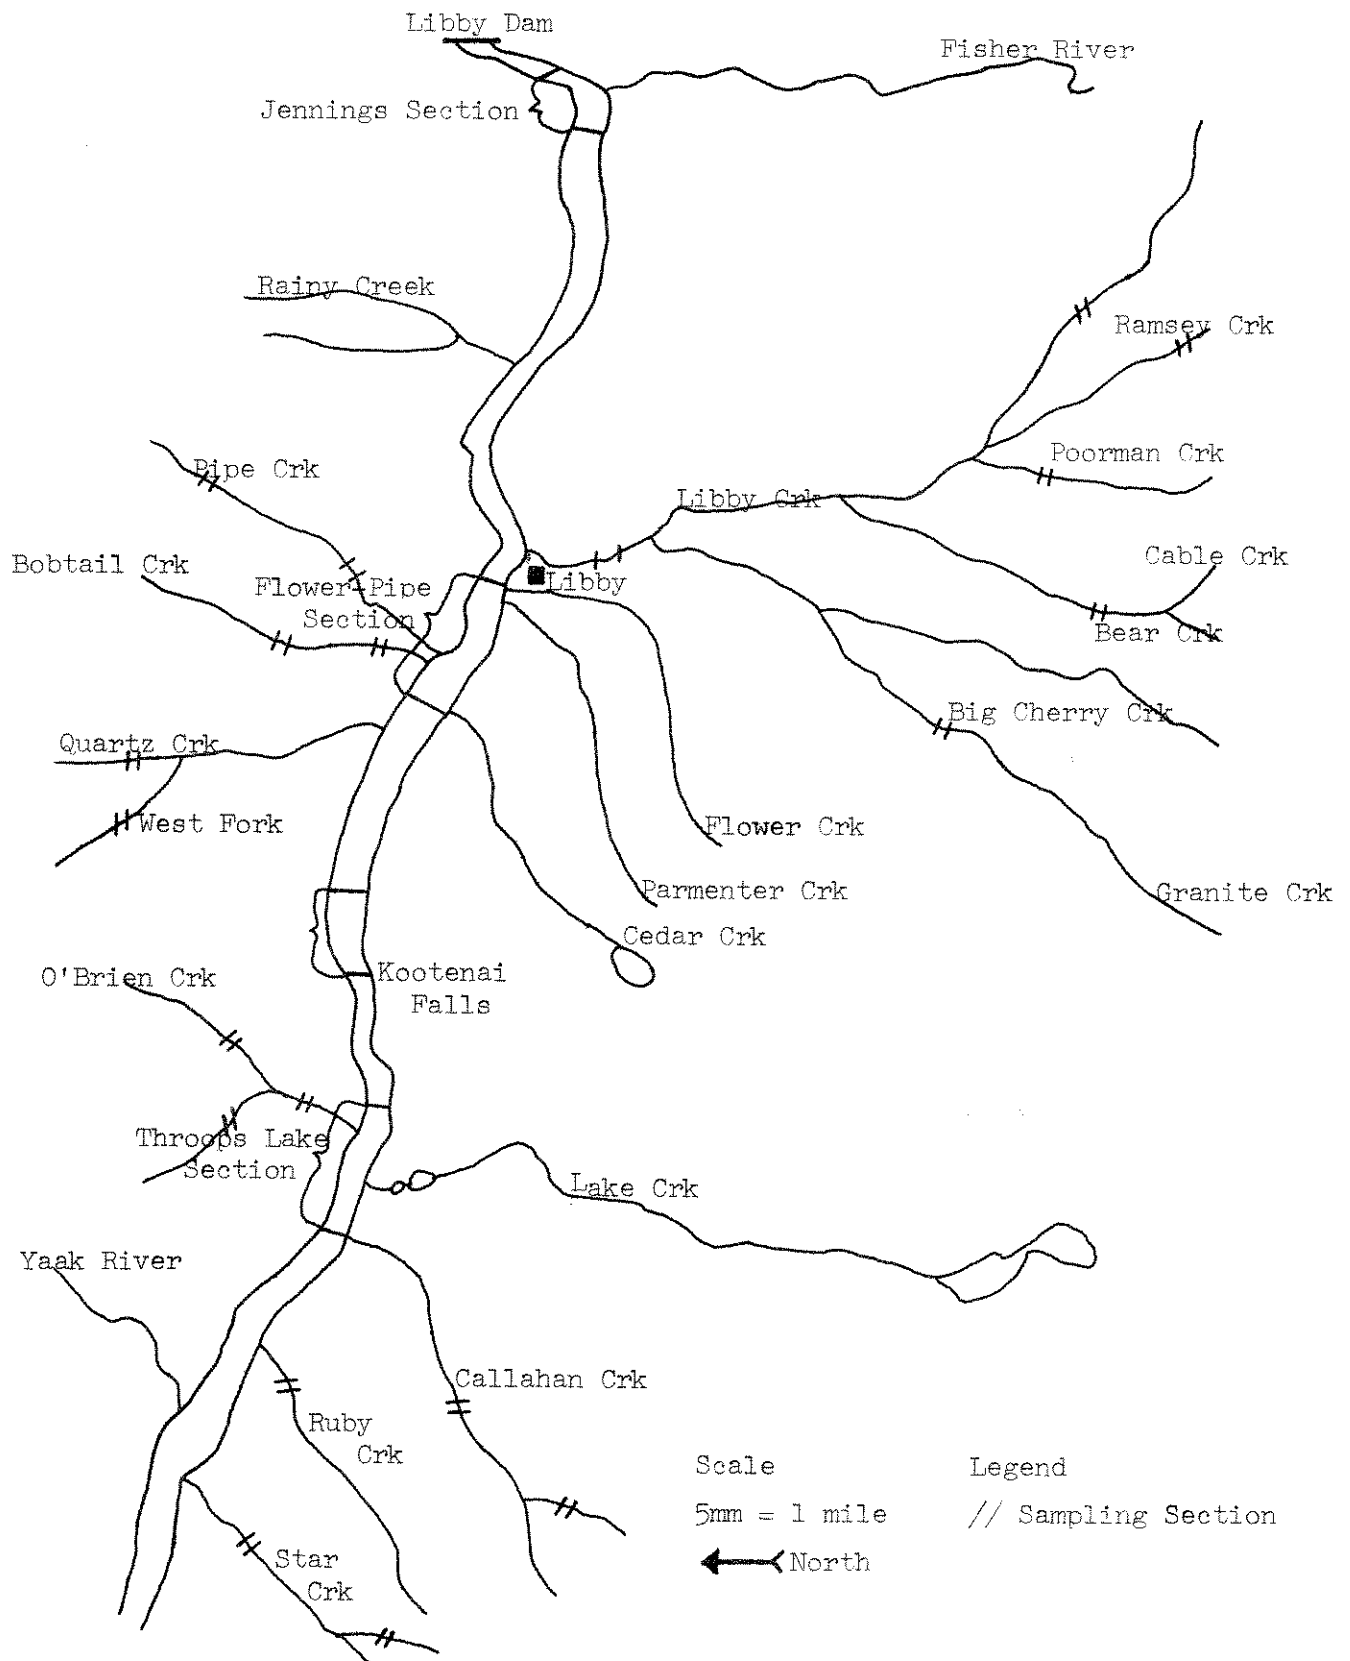 Libby Dam
Fisher River
Jennings Section
Rainy Creek
Ramsey Crk
Poorman Crk
Pipe Crk
Libby Crk
Bobtail Crk
Cable Crk
Flower-Pipe
Section
Libby
Bear Crk
Big Cherry Crk
Quartz Crk
West Fork
Flower Crk
Parmenter Crk
Granite Crk
Cedar Crk
O'Brien Crk
Kootenai
Falls
Throops Lake
Section
Lake Crk
Yaak River
Callahan Crk
Ruby
Crk
Scale
5mm = 1 mile
North
Legend
// Sampling Section
Star
Crk